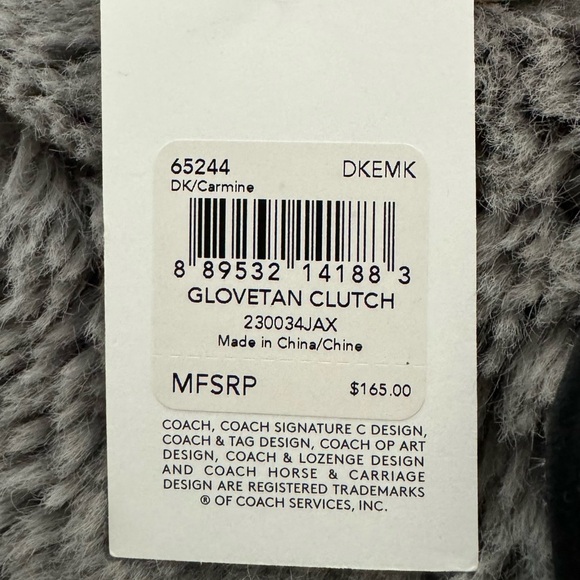 65244 DKEMK
DK/Carmine
8 89532 14188 3
GLOVETAN CLUTCH
230034JAX
Made in China/Chine
MFSRP $165.00
COACH, COACH SIGNATURE C DESIGN,
COACH & TAG DESIGN, COACH OP ART
DESIGN, COACH & LOZENGE DESIGN
AND COACH HORSE & CARRIAGE
DESIGN ARE REGISTERED TRADEMARKS
® OF COACH SERVICES, INC.